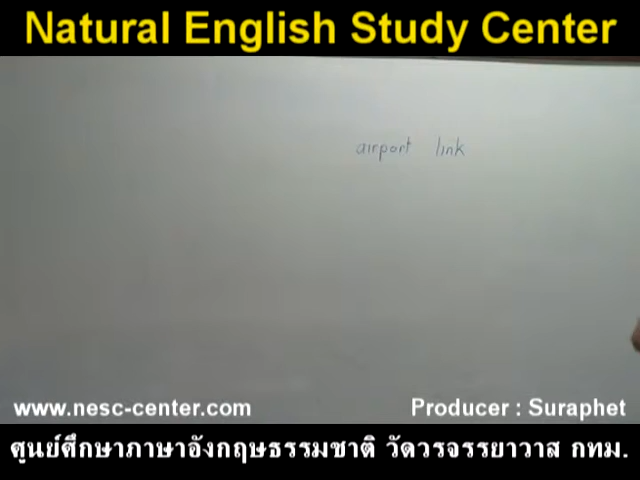 Natural English Study Center
airport link
www.nesc-center.com Producer : Suraphet
ศูนย์ศึกษาภาษาอังกฤษธรรมชาติ วัดวรจรรยาวาส กทม.